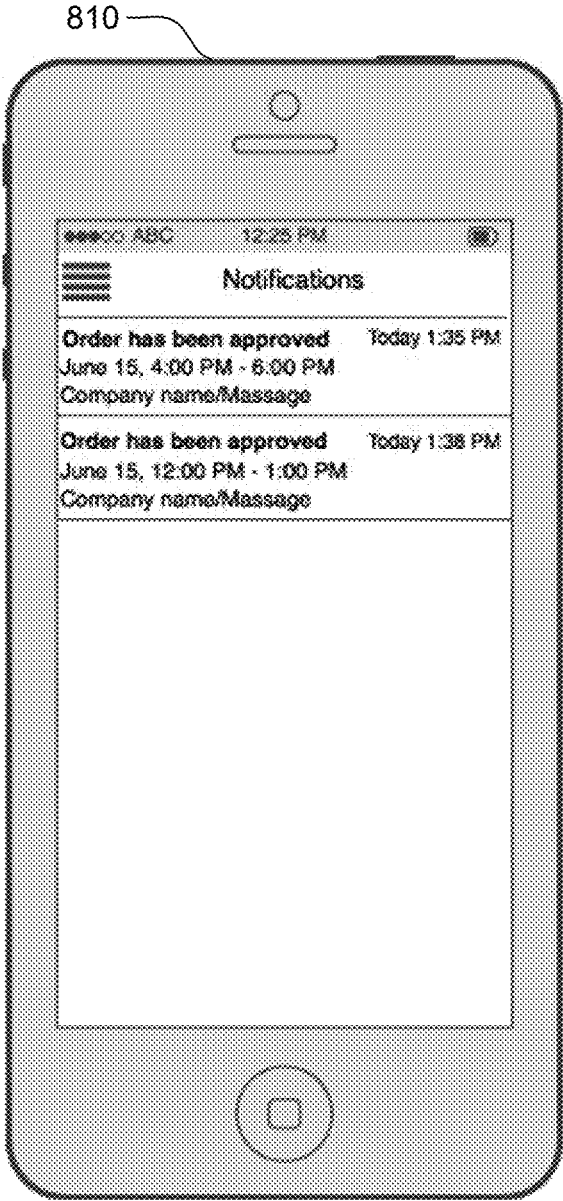 810
ABC 12:25 PM
Notifications
Order has been approved Today 1:35 PM
June 15, 4:00 PM - 6:00 PM
Company name/Massage
Order has been approved Today 1:38 PM
June 15, 12:00 PM - 1:00 PM
Company name/Massage